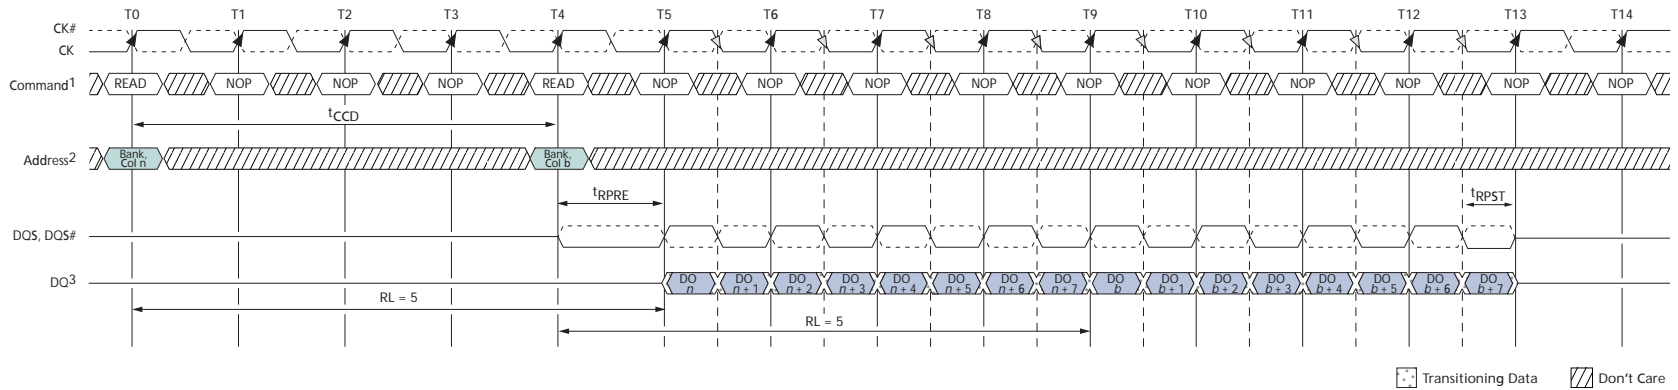 T0 T1 T2 T3 T4 T5 T6 T7 T8 T9 T10 T11 T12 T13 T14
CK#
CK
Command1 READ NOP NOP NOP READ NOP NOP NOP NOP NOP NOP NOP NOP NOP NOP
tCCD
Address2 Bank, Col n Bank, Col b
tRPRE tRPST
DQS, DQS#
DQ3 DO n DO n + 1 DO n + 2 DO n + 3 DO n + 4 DO n + 5 DO n + 6 DO n + 7 DO b DO b + 1 DO b + 2 DO b + 3 DO b + 4 DO b + 5 DO b + 6 DO b + 7
RL = 5
RL = 5
Transitioning Data Don't Care